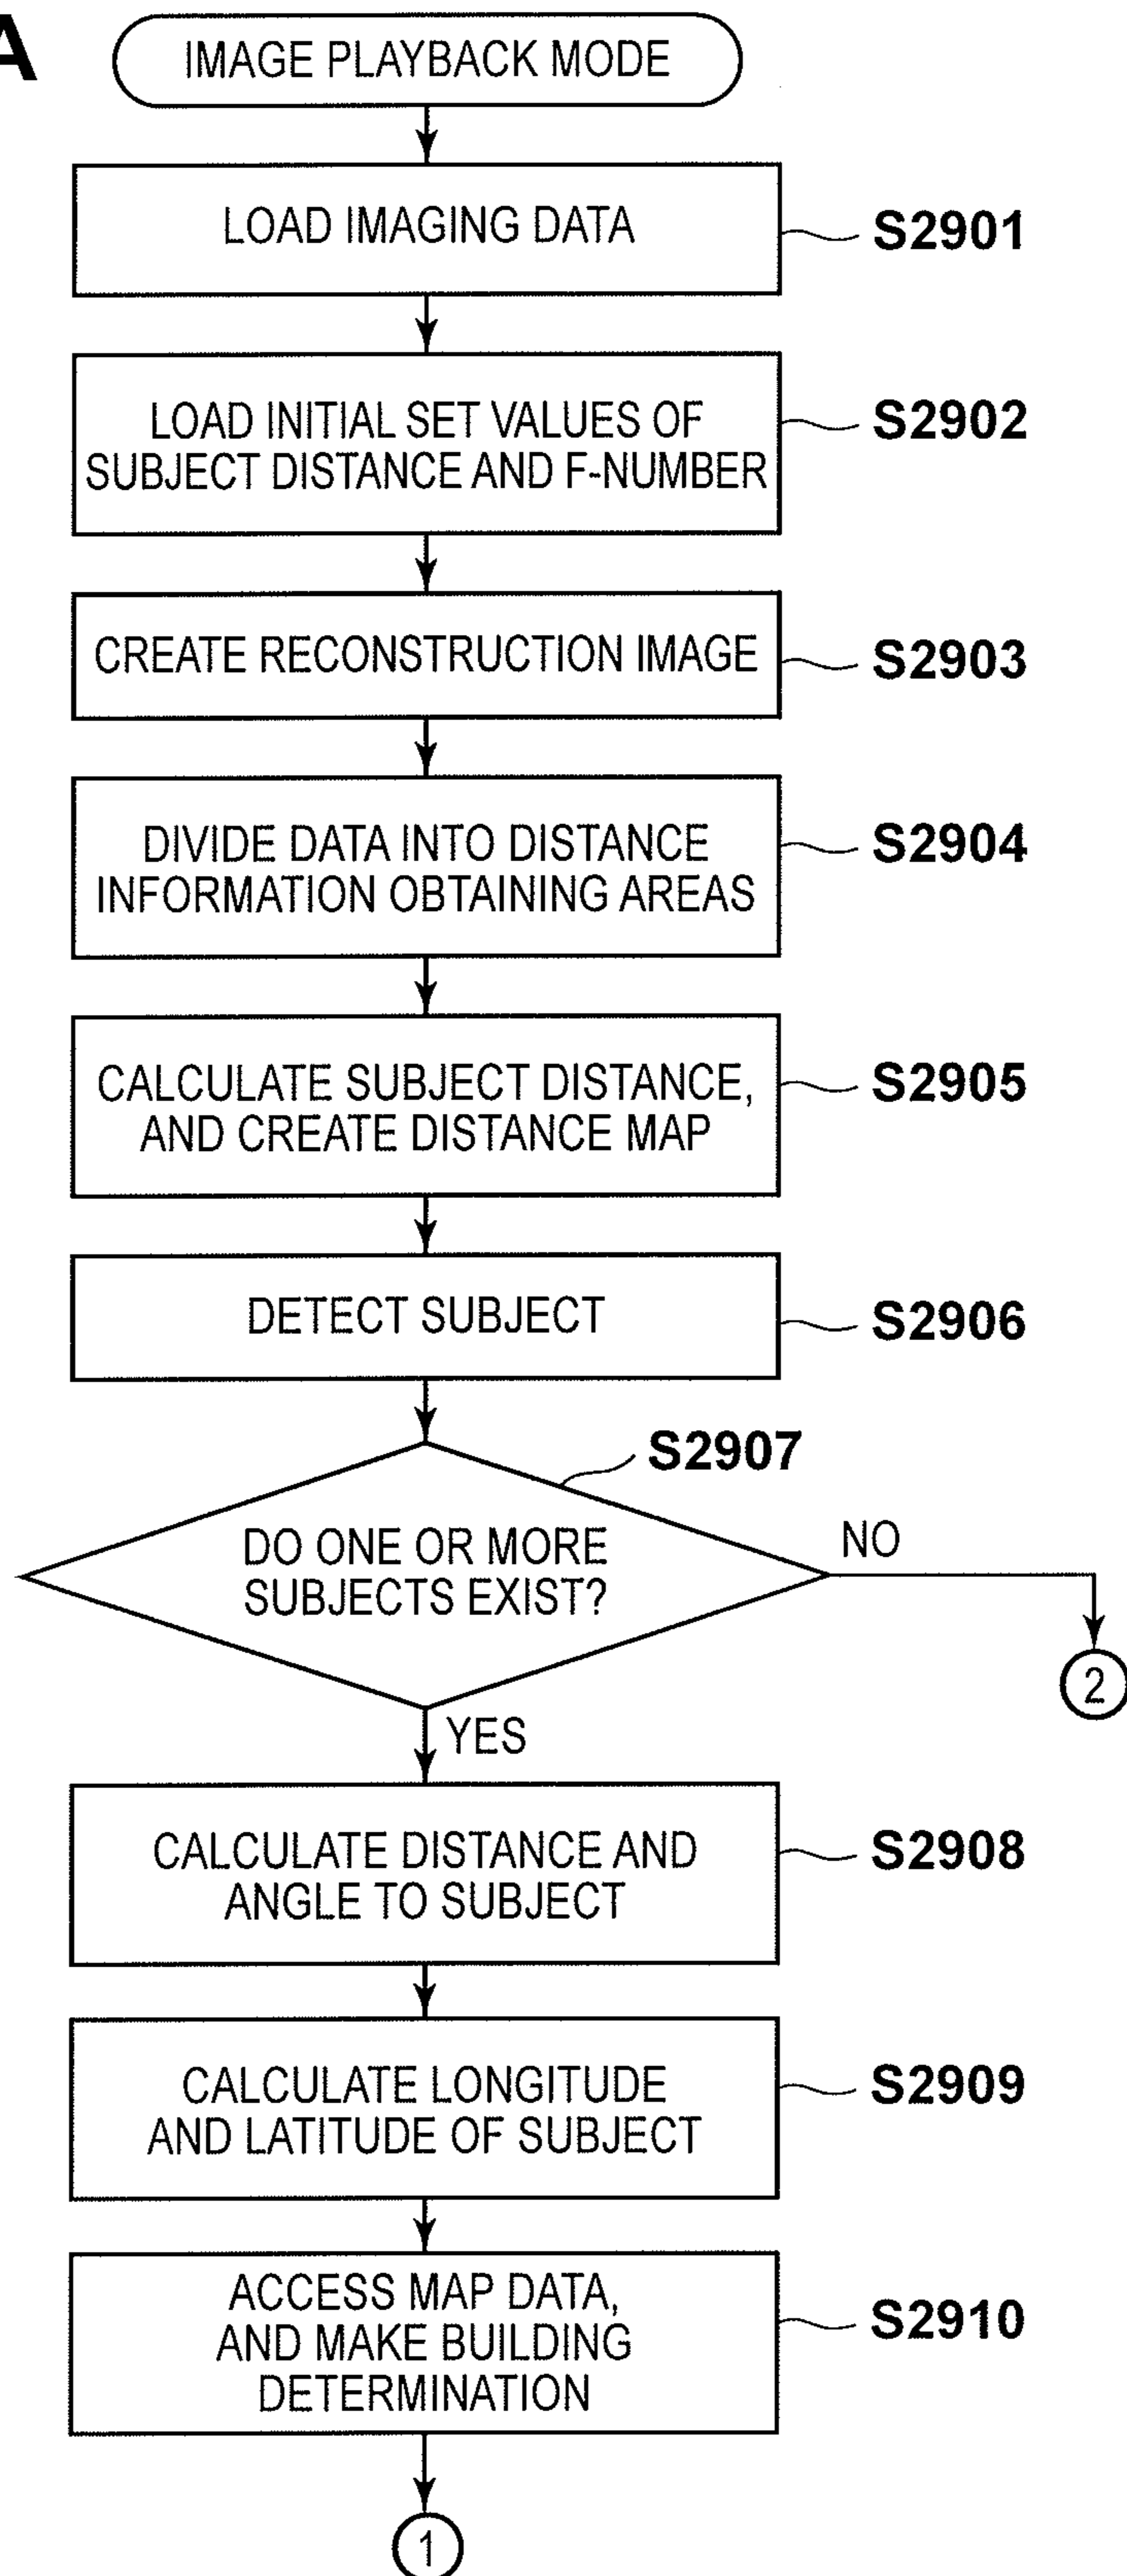 A
IMAGE PLAYBACK MODE
LOAD IMAGING DATA
S2901
LOAD INITIAL SET VALUES OF
SUBJECT DISTANCE AND F-NUMBER
S2902
CREATE RECONSTRUCTION IMAGE
S2903
DIVIDE DATA INTO DISTANCE
INFORMATION OBTAINING AREAS
S2904
CALCULATE SUBJECT DISTANCE,
AND CREATE DISTANCE MAP
S2905
DETECT SUBJECT
S2906
S2907
DO ONE OR MORE
SUBJECTS EXIST?
NO
2
YES
CALCULATE DISTANCE AND
ANGLE TO SUBJECT
S2908
CALCULATE LONGITUDE
AND LATITUDE OF SUBJECT
S2909
ACCESS MAP DATA,
AND MAKE BUILDING
DETERMINATION
S2910
1